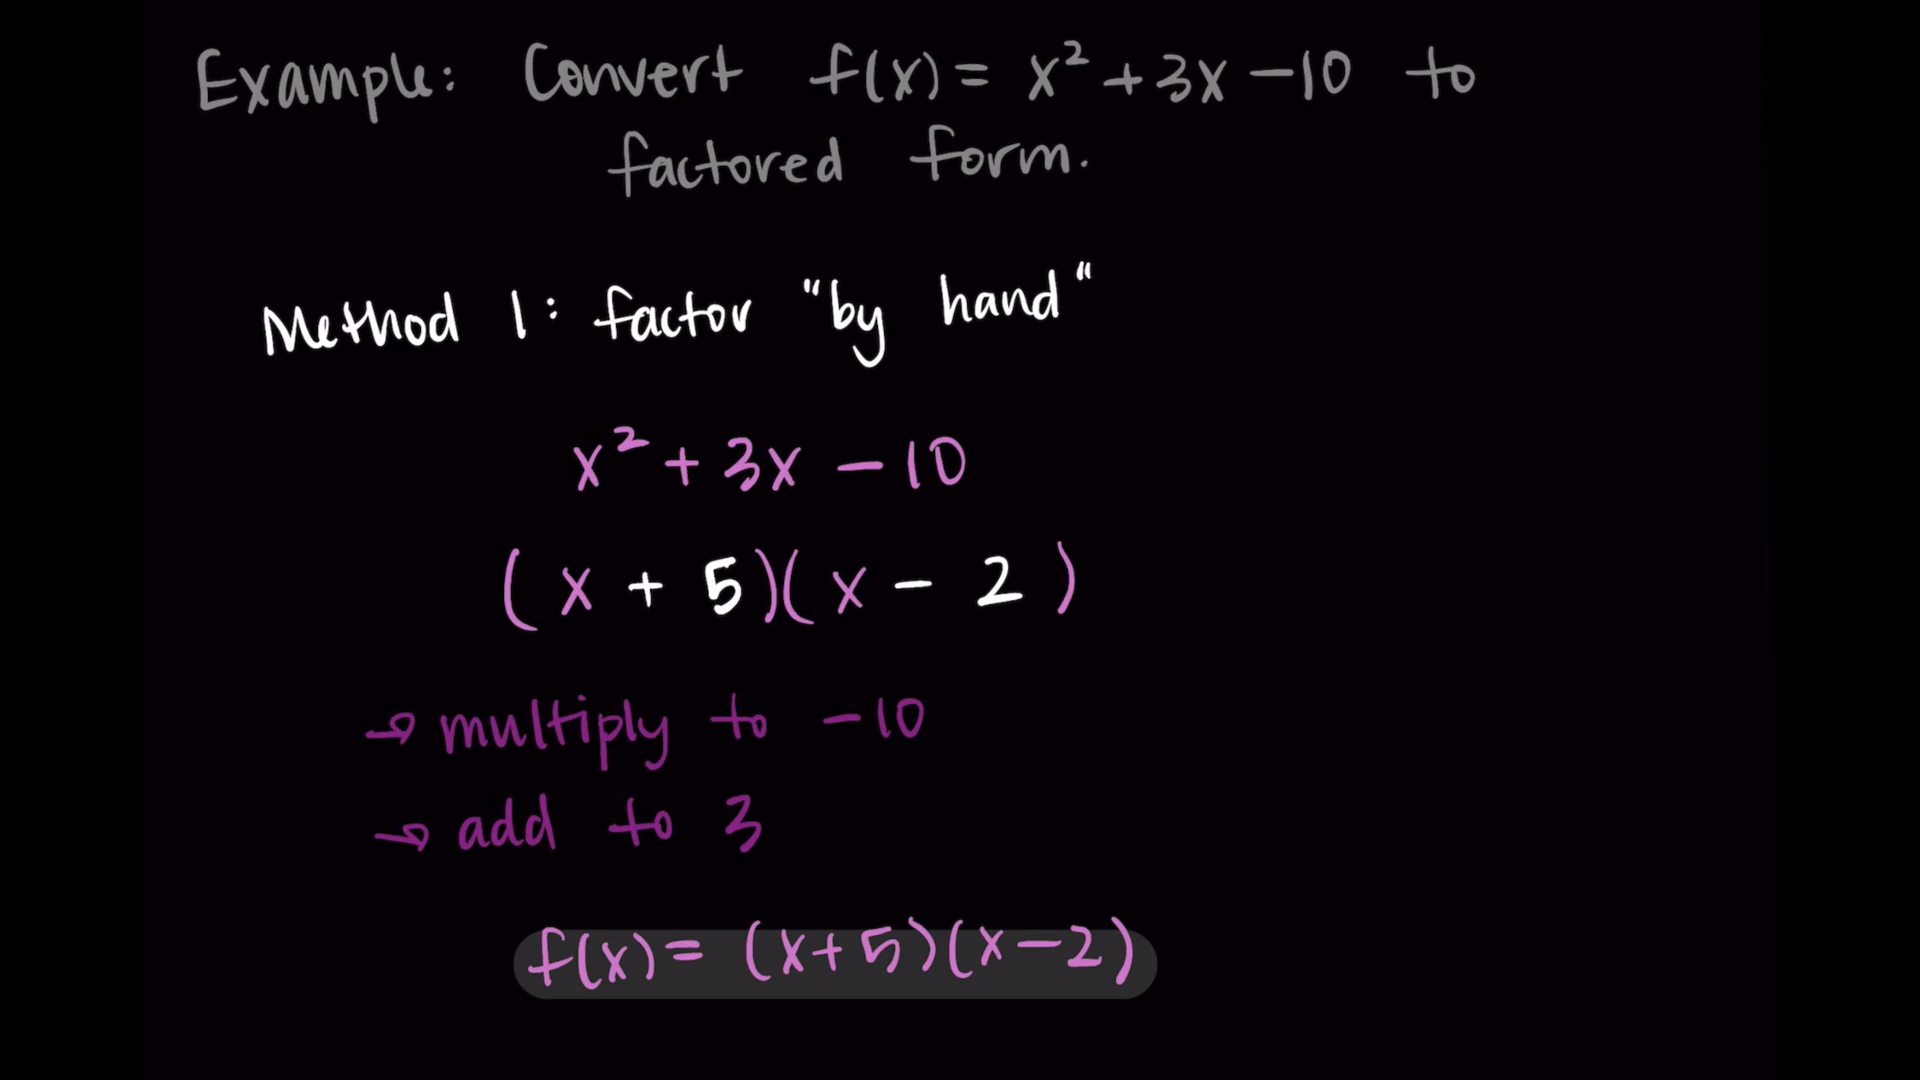 Example: Convert f(x) = x² + 3x - 10 to
factored form.
Method 1: factor "by hand"
x² + 3x - 10
(x + 5)(x - 2)
→ multiply to -10
→ add to 3
f(x) = (x+5)(x-2)